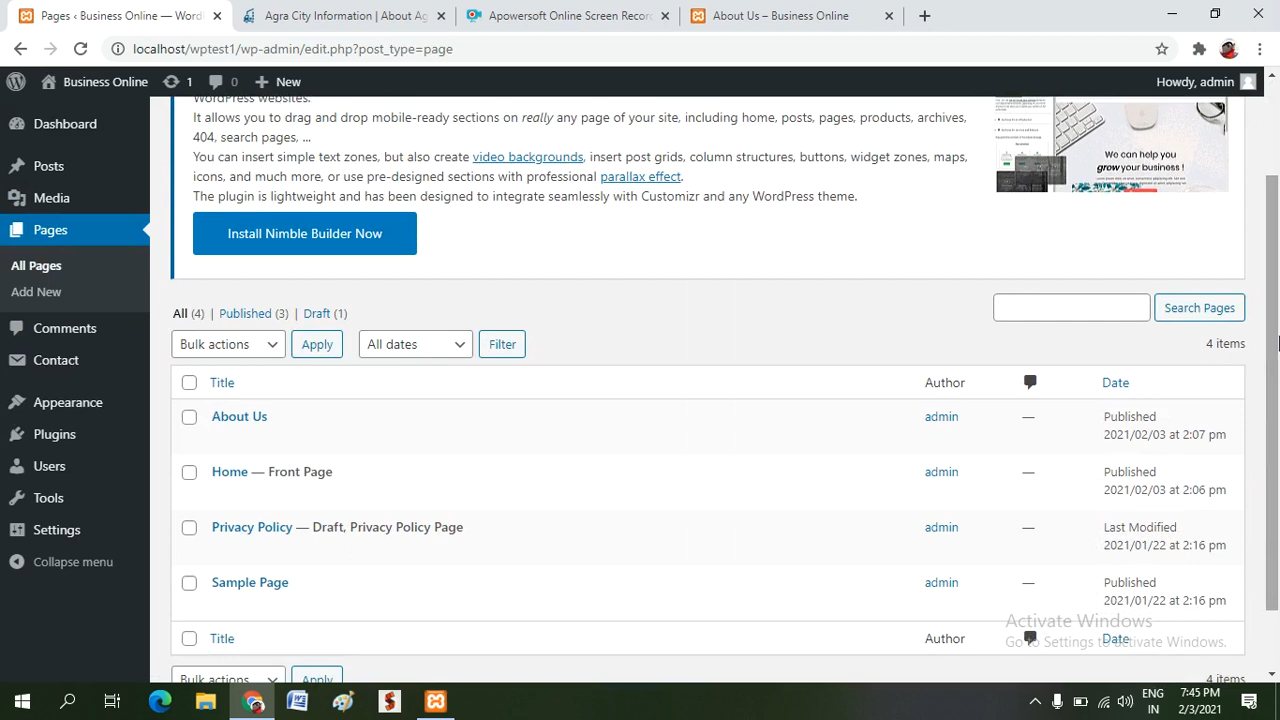 Pages ‹ Business Online — Word
Agra City Information | About Ag
Apowersoft Online Screen Record
About Us – Business Online
localhost/wptest1/wp-admin/edit.php?post_type=page
Business Online
1
0
New
Howdy, admin
Dashboard
Posts
Media
Pages
All Pages
Add New
Comments
Contact
Appearance
Plugins
Users
Tools
Settings
Collapse menu
WordPress websites.
It allows you to drag and drop mobile-ready sections on really any page of your site, including home, posts, pages, products, archives,
404, search pages, ...
You can insert simple text zones, but also create video backgrounds, insert post grids, column structures, buttons, widget zones, maps,
icons, and much more or use pre-designed sections with professional parallax effect.
The plugin is lightweight and has been designed to integrate seamlessly with Customizr and any WordPress theme.
We can help you
grow your business !
Install Nimble Builder Now
All (4) | Published (3) | Draft (1)
Search Pages
Bulk actions Apply All dates Filter
4 items
Title Author Date
About Us admin — Published
2021/02/03 at 2:07 pm
Home — Front Page admin — Published
2021/02/03 at 2:06 pm
Privacy Policy — Draft, Privacy Policy Page admin — Last Modified
2021/01/22 at 2:16 pm
Sample Page admin — Published
2021/01/22 at 2:16 pm
Activate Windows
Title Author Date
Go to Settings to activate Windows.
Bulk actions Apply
4 items
ENG
IN
7:45 PM
2/3/2021